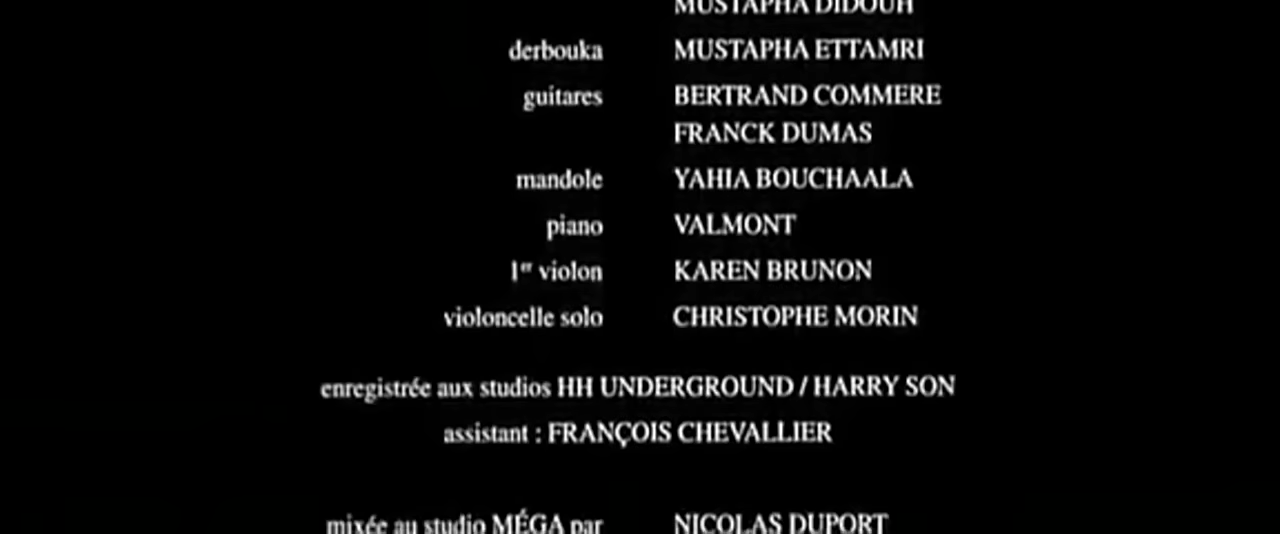 MUSTAPHA DIDOUH
derbouka MUSTAPHA ETTAMRI
guitares BERTRAND COMMERE
FRANCK DUMAS
mandole YAHIA BOUCHAALA
piano VALMONT
1er violon KAREN BRUNON
violoncelle solo CHRISTOPHE MORIN
enregistrée aux studios HH UNDERGROUND / HARRY SON
assistant : FRANÇOIS CHEVALLIER
mixée au studio MÉGA par NICOLAS DUPORT